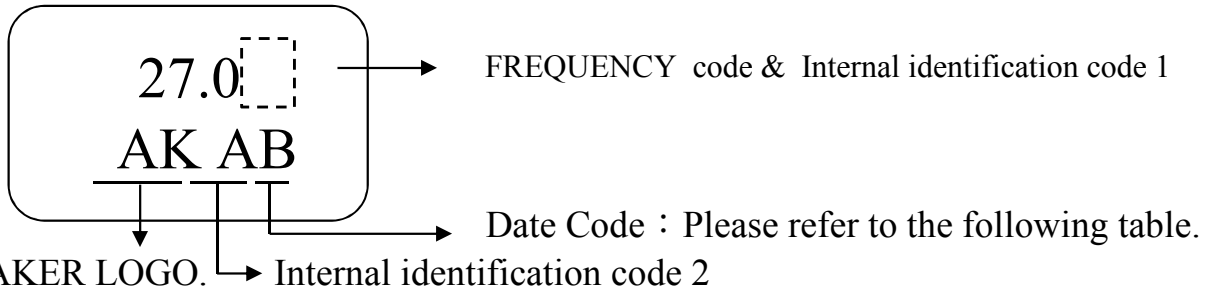 27.0
FREQUENCY code & Internal identification code 1
AK AB
Date Code：Please refer to the following table.
AKER LOGO. Internal identification code 2